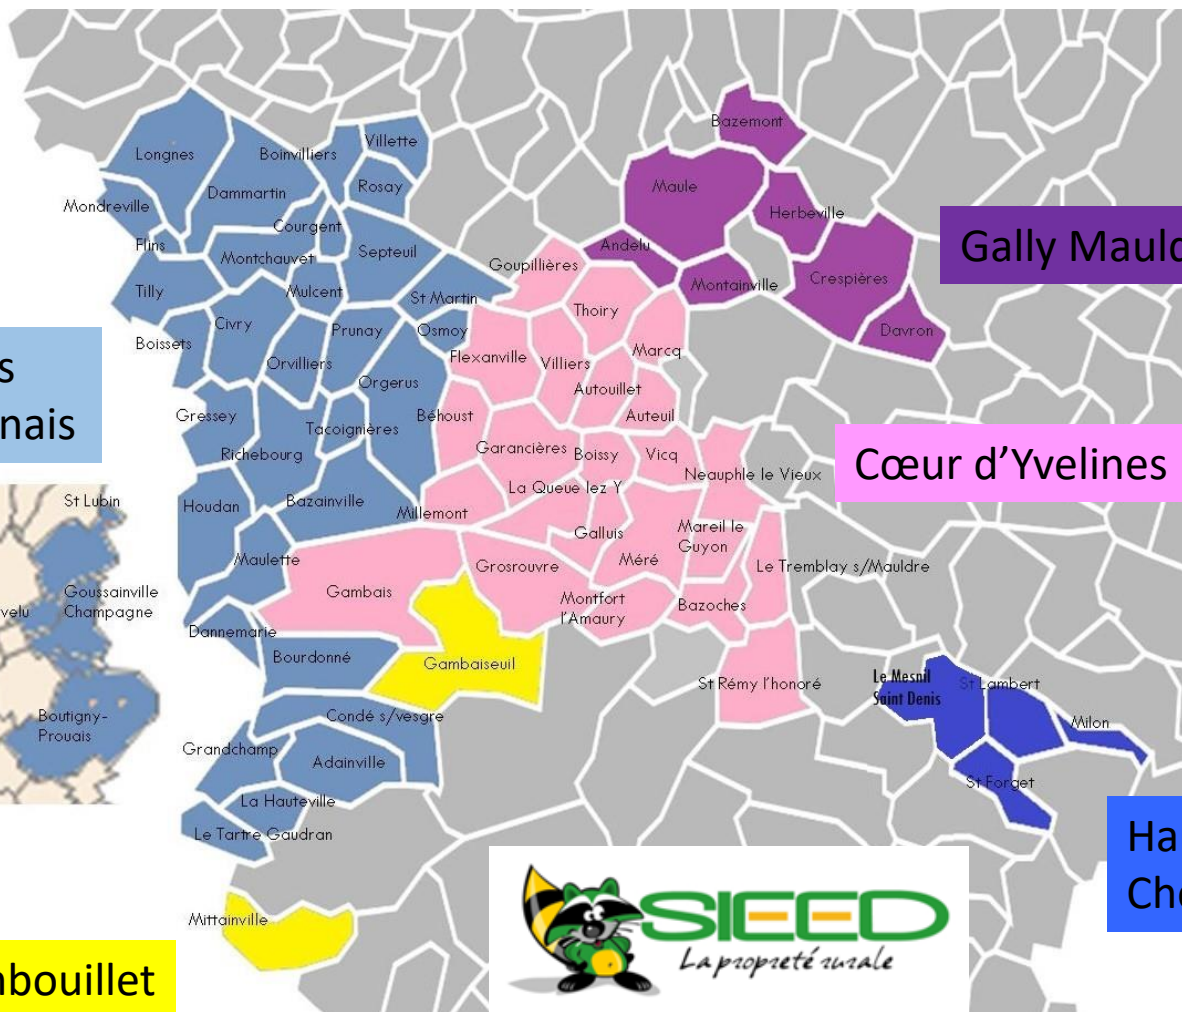 Bazemont
Villette
Longnes
Boinvilliers
Maule
Rosay
Dammartin
Mondreville
Herbeville
Courgent
Flins
Andelu
Gally Mauld
Septeuil
Montchauvet
Goupillières
Crespières
Montainville
Tilly
Mulcent
St Martin
Thoiry
Civry
Prunay
Osmoy
Davron
Boissets
Marcq
Flexanville
Villiers
Orvilliers
s
nais
Orgerus
Autouillet
Gressey
Béhoust
Auteuil
Tacoignières
Richebourg
Garancières
Boissy
Vicq
Cœur d’Yvelines
Neauphle le Vieux
La Queue lez Y
St Lubin
Houdan
Bazainville
Millemont
Galluis
Mareil le
Guyon
Maulette
Grosrouvre
Méré
Le Tremblay s/Mauldre
Goussainville
Champagne
velu
Gambais
Montfort
l’Amaury
Bazoches
Dannemarie
Bourdonné
Gambaiseuil
Le Mesnil
Saint Denis
St Lambert
St Rémy l’honoré
Boutigny-
Prouais
Condé s/vesgre
Milon
Grandchamp
Adainville
St Forget
La Hauteville
Le Tartre Gaudran
Ha
Che
Mittainville
SIEED
La propreté rurale
nbouillet